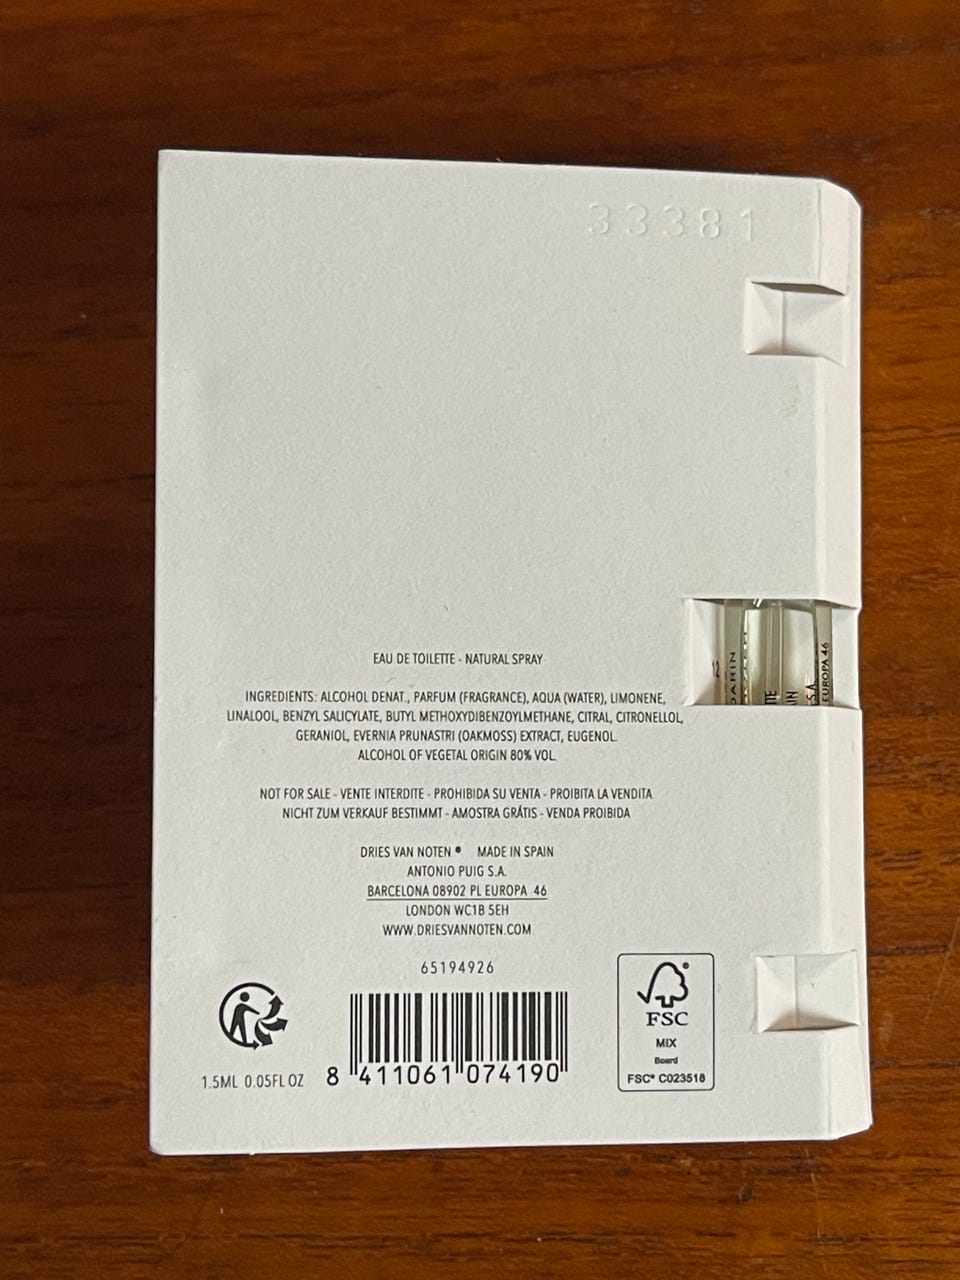 33381
DARIN
EUROPA 46
EAU DE TOILETTE - NATURAL SPRAY
INGREDIENTS: ALCOHOL DENAT., PARFUM (FRAGRANCE), AQUA (WATER), LIMONENE,
LINALOOL, BENZYL SALICYLATE, BUTYL METHOXYDIBENZOYLMETHANE, CITRAL, CITRONELLOL,
GERANIOL, EVERNIA PRUNASTRI (OAKMOSS) EXTRACT, EUGENOL.
ALCOHOL OF VEGETAL ORIGIN 80% VOL.
NOT FOR SALE - VENTE INTERDITE - PROHIBIDA SU VENTA - PROIBITA LA VENDITA
NICHT ZUM VERKAUF BESTIMMT - AMOSTRA GRÁTIS - VENDA PROIBIDA
DRIES VAN NOTEN ® MADE IN SPAIN
ANTONIO PUIG S.A.
BARCELONA 08902 PL EUROPA 46
LONDON WC1B 5EH
WWW.DRIESVANNOTEN.COM
65194926
8 411061 074190
1.5ML 0.05FL OZ
®
FSC
MIX
Board
FSC® C023518